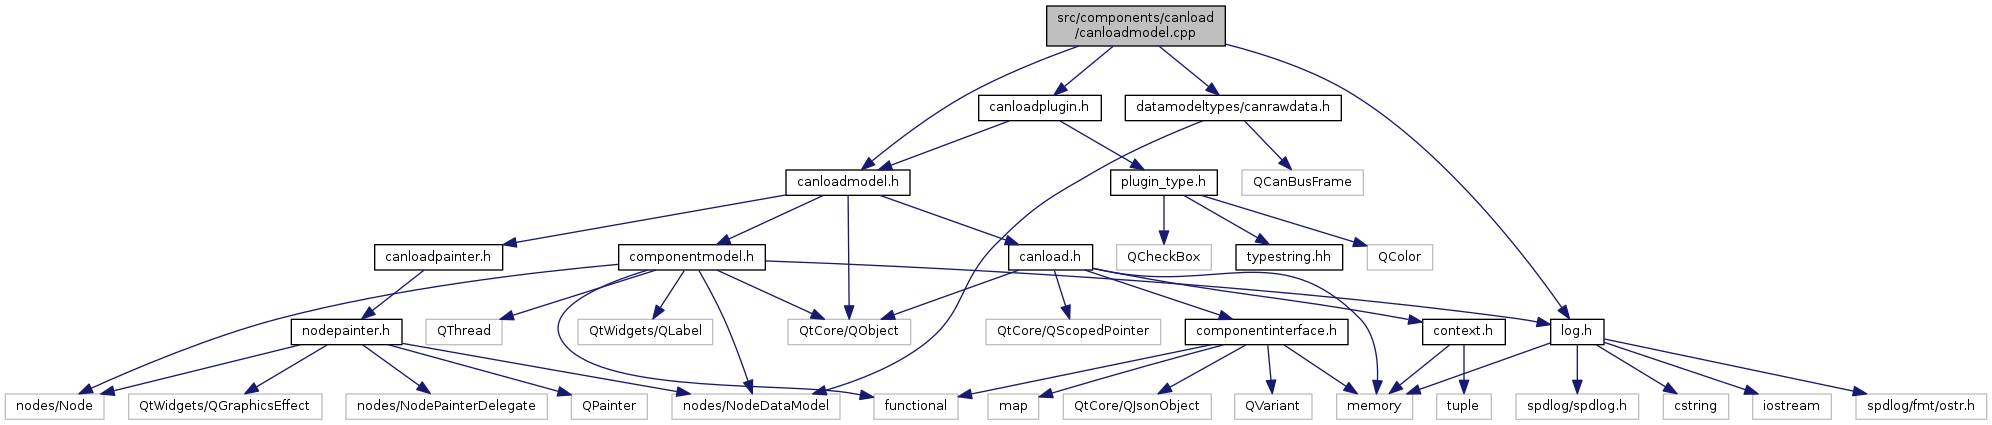 src/components/canload
/canloadmodel.cpp
canloadplugin.h
datamodeltypes/canrawdata.h
canloadmodel.h
plugin_type.h
QCanBusFrame
canloadpainter.h
componentmodel.h
canload.h
QCheckBox
typestring.hh
QColor
nodepainter.h
QThread
QtWidgets/QLabel
QtCore/QObject
QtCore/QScopedPointer
componentinterface.h
context.h
log.h
nodes/Node
QtWidgets/QGraphicsEffect
nodes/NodePainterDelegate
QPainter
nodes/NodeDataModel
functional
map
QtCore/QJsonObject
QVariant
memory
tuple
spdlog/spdlog.h
cstring
iostream
spdlog/fmt/ostr.h